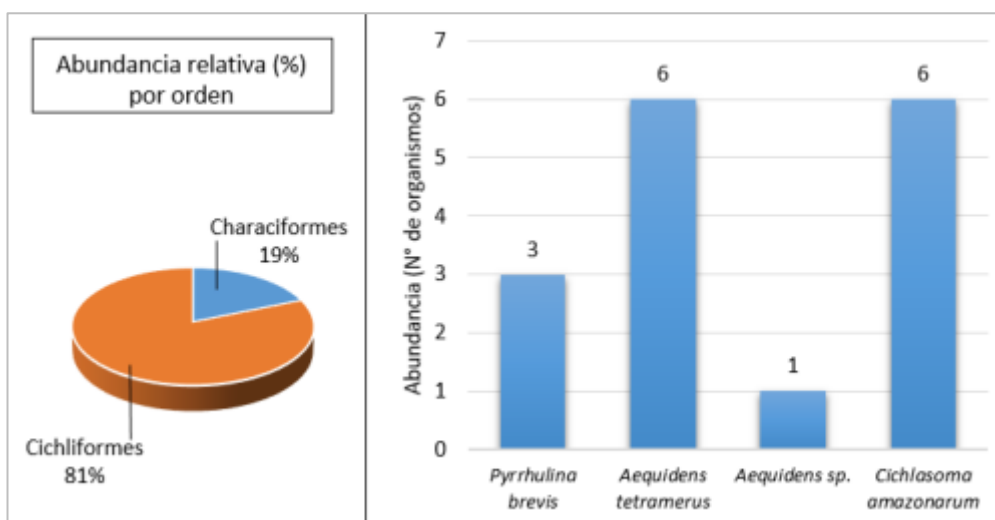 Abundancia relativa (%)
por orden
Characiformes
19%
Cichliformes
81%
Abundancia (N° de organismos)
7
6
5
4
3
2
1
0
3
6
1
6
Pyrrhulina
brevis
Aequidens
tetramerus
Aequidens sp.
Cichlasoma
amazonarum